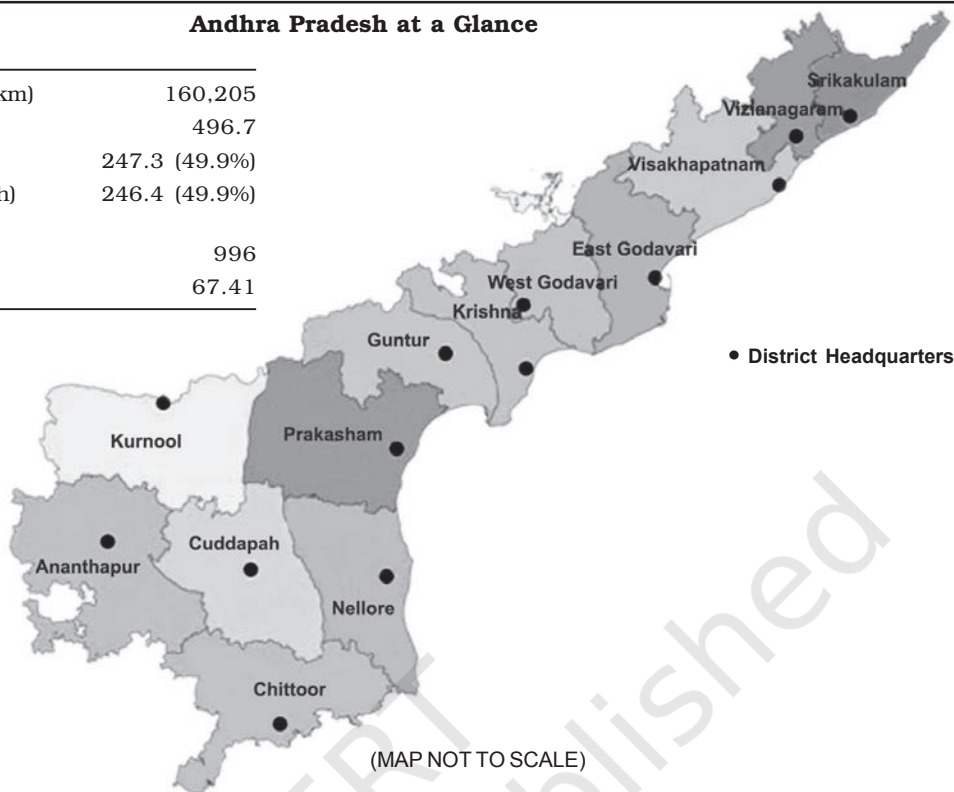 Andhra Pradesh at a Glance
km) 160,205
496.7
247.3 (49.9%)
h) 246.4 (49.9%)
996
67.41
Srikakulam
Vizianagaram
Visakhapatnam
East Godavari
West Godavari
Krishna
Guntur
• District Headquarters
Prakasham
Kurnool
Cuddapah
Ananthapur
Nellore
Chittoor
(MAP NOT TO SCALE)
ERT
blished